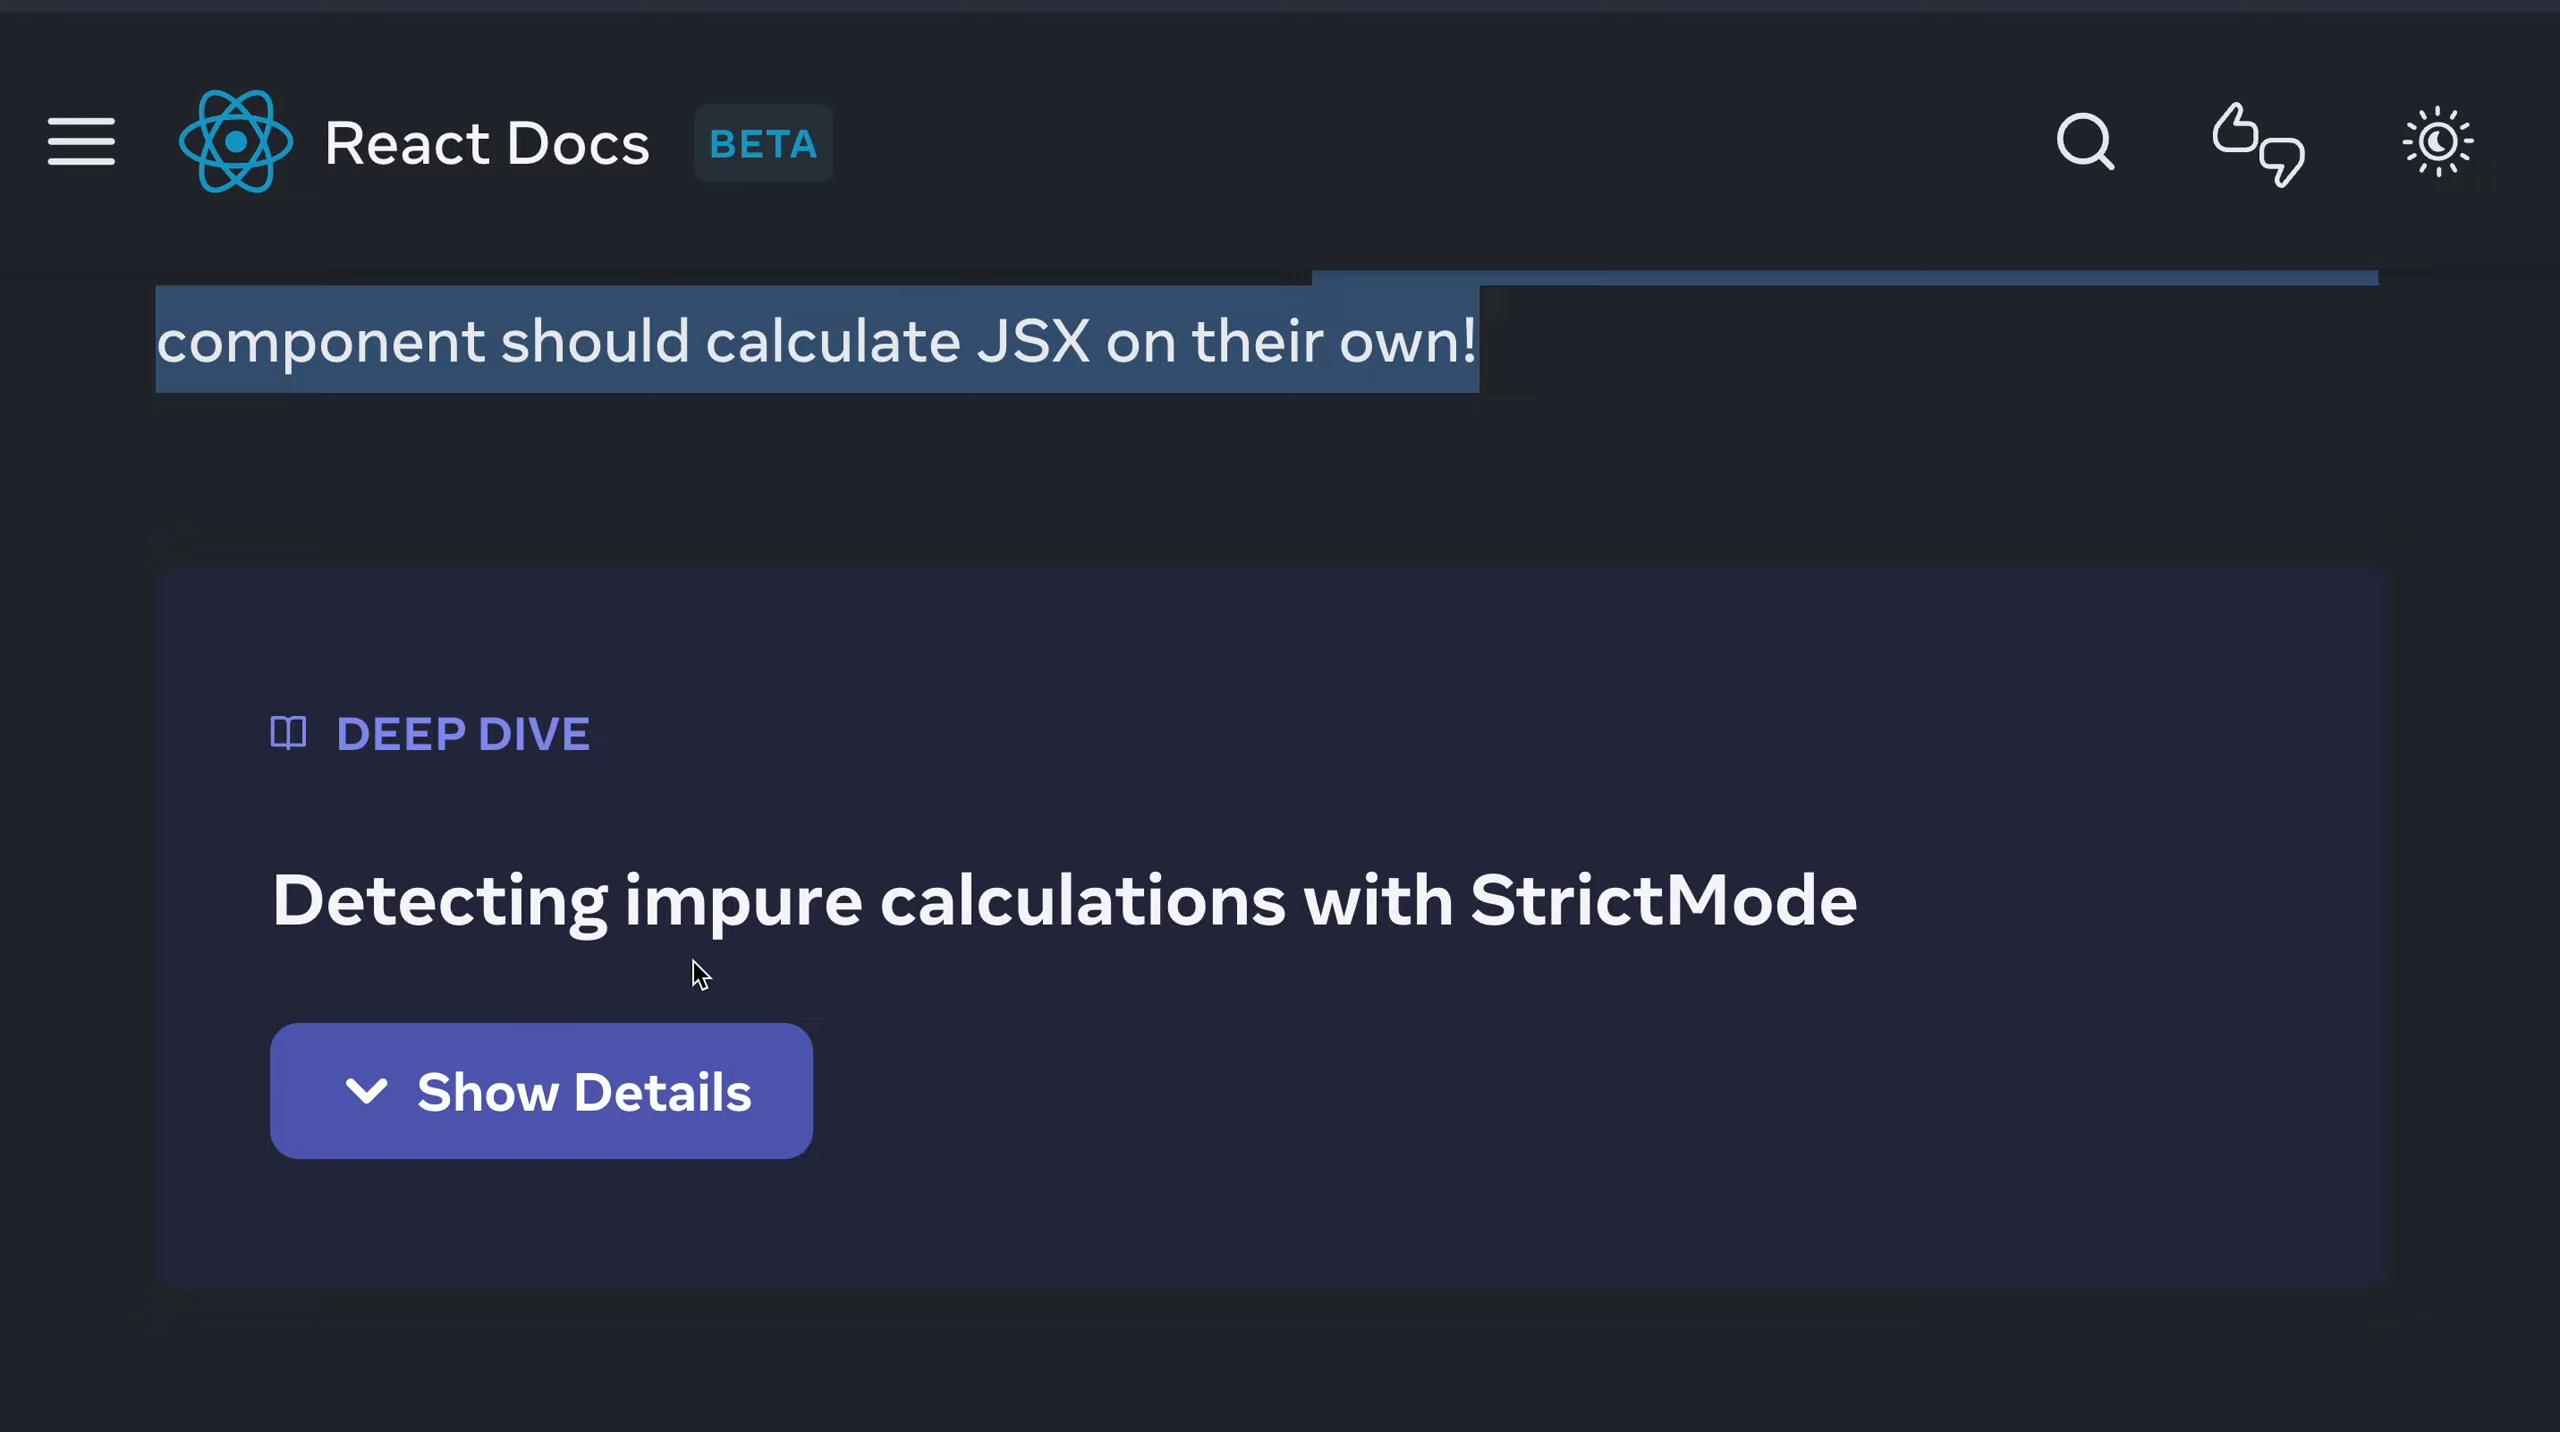 React Docs BETA
component should calculate JSX on their own!
DEEP DIVE
Detecting impure calculations with StrictMode
Show Details